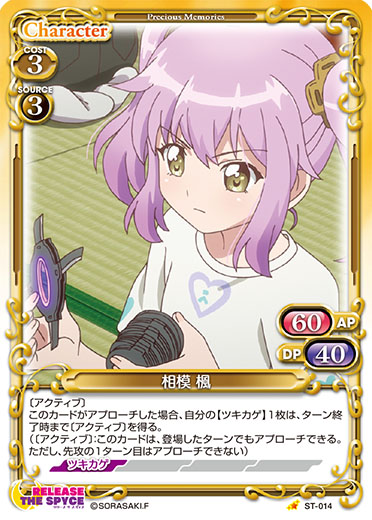 Precious Memories
Character
COST
3
SOURCE
3
60 AP
DP 40
相模 楓
〔アクティブ〕
このカードがアプローチした場合、自分の【ツキカゲ】1枚は、ターン終
了時まで〔アクティブ〕を得る。
(〔アクティブ〕:このカードは、登場したターンでもアプローチできる。
ただし、先攻の1ターン目はアプローチできない)
ツキカゲ
RELEASE
THE SPYCE
©SORASAKI.F
ST-014